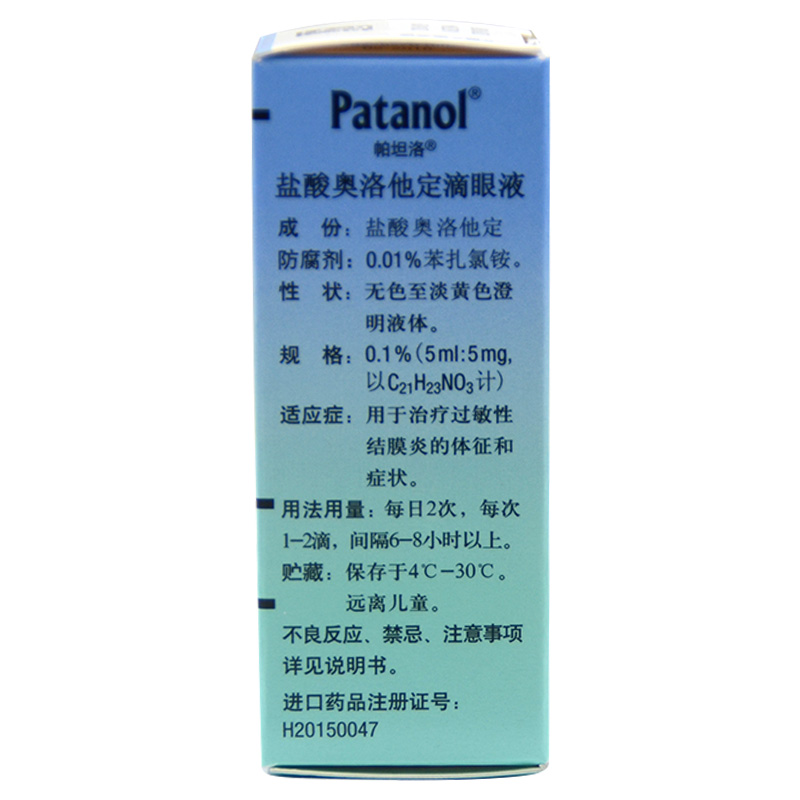 Patanol®
帕坦洛®
盐酸奥洛他定滴眼液
成 份：盐酸奥洛他定
防腐剂：0.01%苯扎氯铵。
性 状：无色至淡黄色澄
明液体。
规 格：0.1%（5ml:5mg,
以C₂₁H₂₃NO₃计）
适应症：用于治疗过敏性
结膜炎的体征和
症状。
用法用量：每日2次，每次
1-2滴，间隔6-8小时以上。
贮藏：保存于4℃-30℃。
远离儿童。
不良反应、禁忌、注意事项
详见说明书。
进口药品注册证号：
H20150047